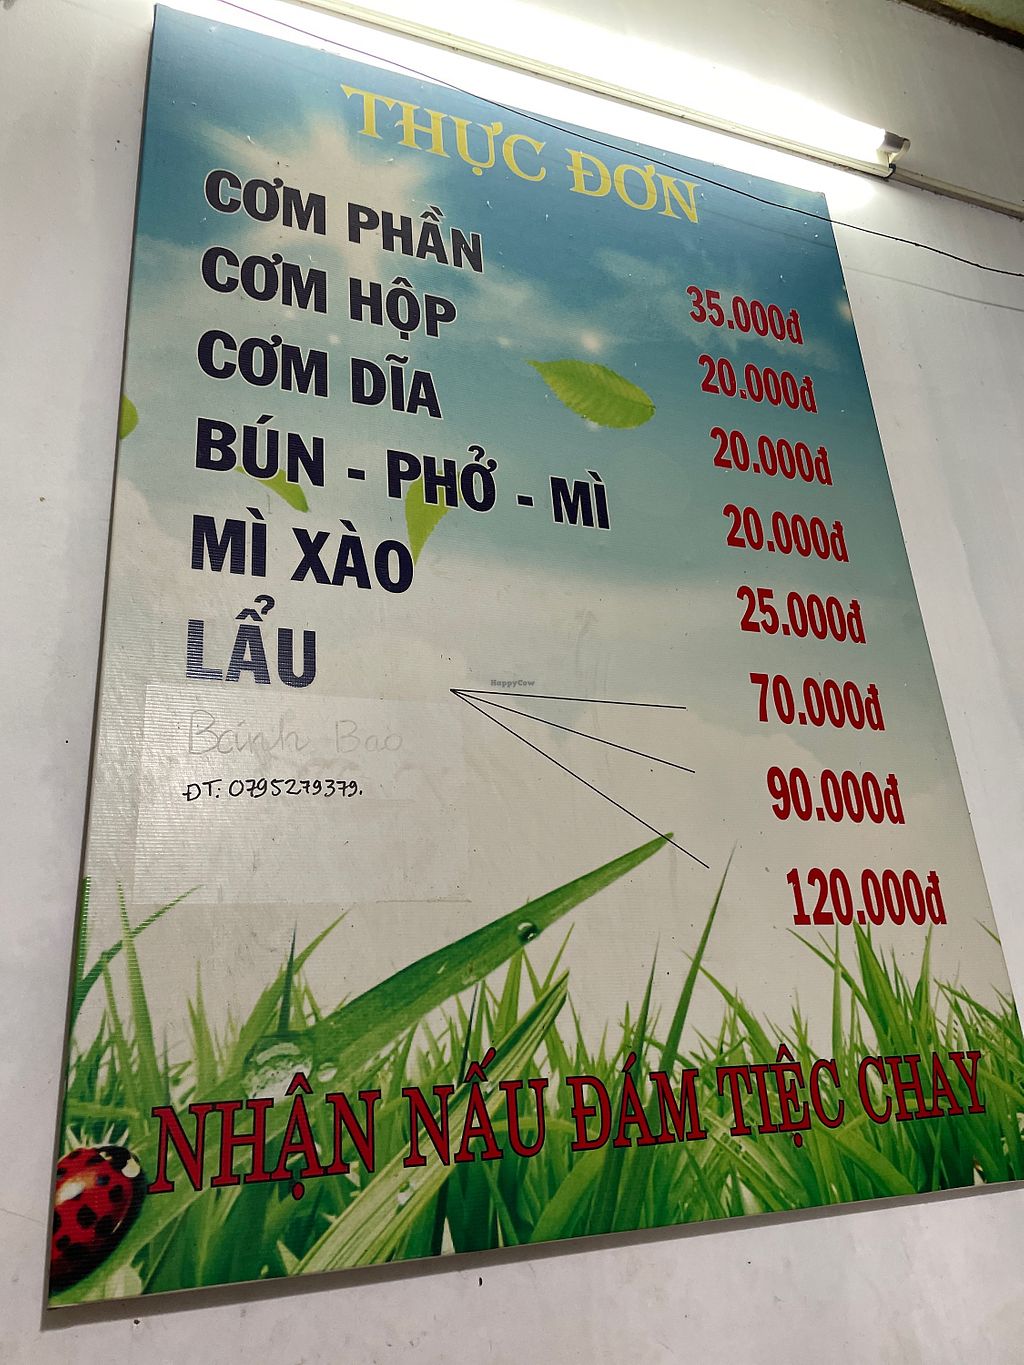 THỰC ĐƠN
CƠM PHẦN 35.000đ
CƠM HỘP 20.000đ
CƠM DĨA 20.000đ
BÚN - PHỞ - MÌ 20.000đ
MÌ XÀO 25.000đ
LẨU 70.000đ
HappyCow
Bánh Bao 90.000đ
ĐT: 0795279379.
120.000đ
NHẬN NẤU ĐÁM TIỆC CHAY